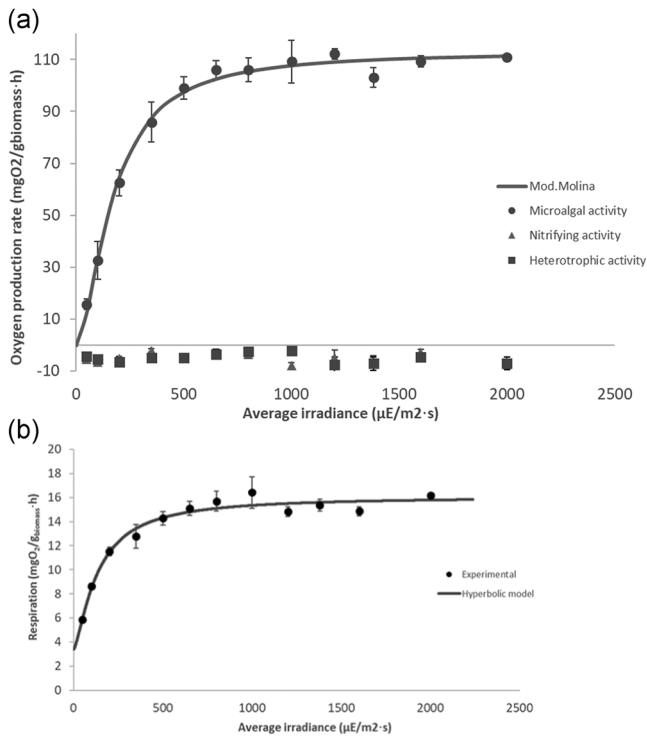 (a)
Oxygen production rate (mgO2/gbiomass·h)
110
90
70
50
30
10
-10
0
500
1000
1500
2000
2500
Average irradiance (µE/m2·s)
Mod.Molina
Microalgal activity
Nitrifying activity
Heterotrophic activity
(b)
Respiration (mgO₂/gbiomass·h)
20
18
16
14
12
10
8
6
4
2
0
0
500
1000
1500
2000
2500
Average irradiance (µE/m2·s)
Experimental
Hyperbolic model